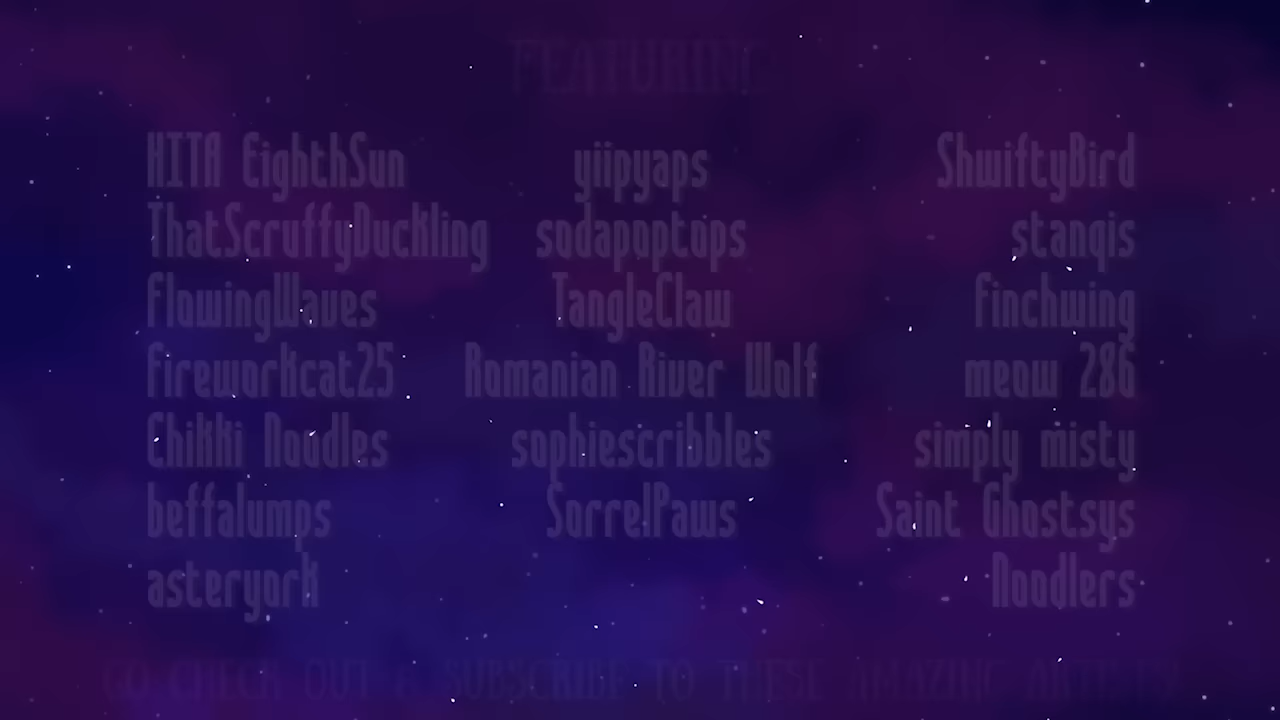 FEATURING
HITA EighthSun
ThatScruffyDuckling
FlowingWaves
fireworkcat25
Chikki Noodles
beffalumps
asteryork
yiipyaps
sodapoptops
TangleClaw
Romanian River Wolf
sophiescribbles
SorrelPaws
ShwiftyBird
stanqis
finchwing
meow 286
simply misty
Saint Ghostsys
Noodlers
GO CHECK OUT & SUBSCRIBE TO THESE AMAZING ARTISTS!